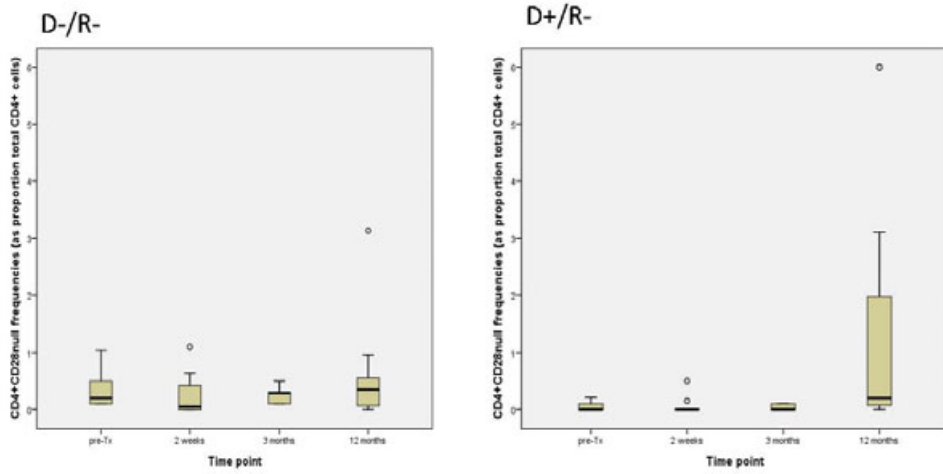 D-/R-
CD4+CD28null frequencies (as proportion total CD4+ cells)
6
5
4
3
2
1
0
pre-Tx 2 weeks 3 months 12 months
Time point
D+/R-
CD4+CD28null frequencies (as proportion total CD4+ cells)
6
5
4
3
2
1
0
pre-Tx 2 weeks 3 months 12 months
Time point